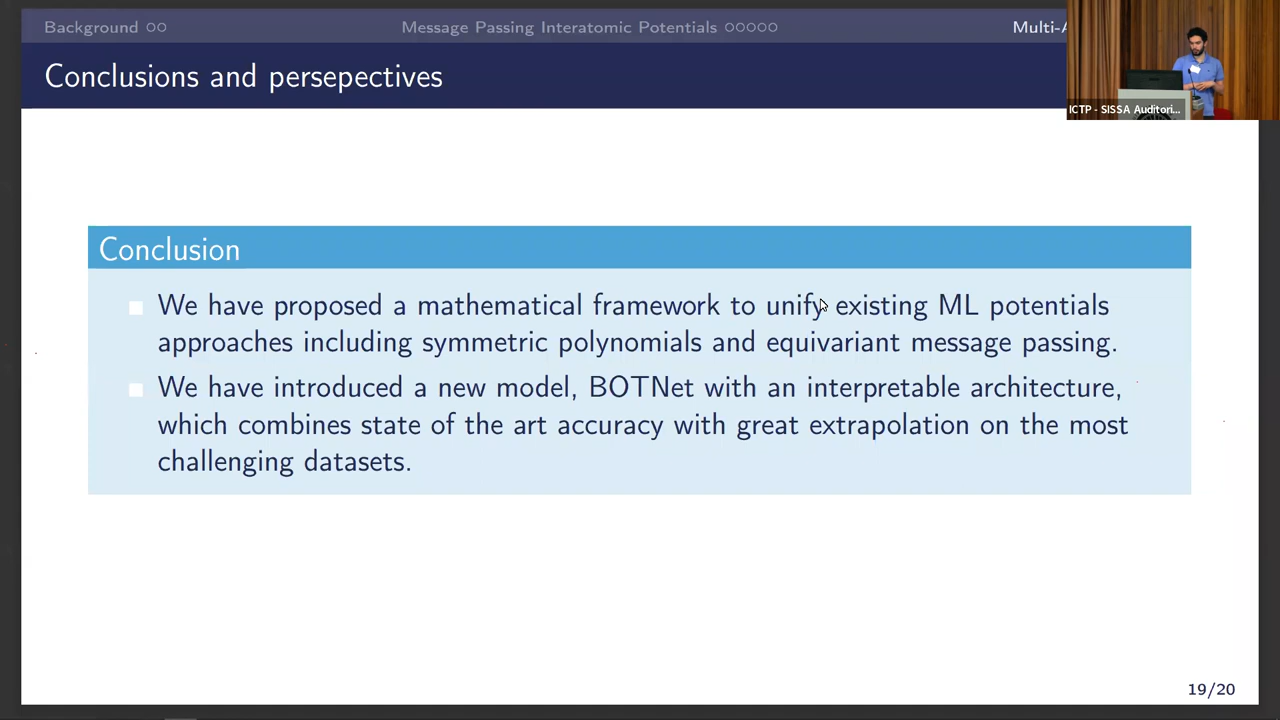 Background
Message Passing Interatomic Potentials
Multi-A
Conclusions and persepectives
ICTP - SISSA Auditori...
Conclusion
We have proposed a mathematical framework to unify existing ML potentials
approaches including symmetric polynomials and equivariant message passing.
We have introduced a new model, BOTNet with an interpretable architecture,
which combines state of the art accuracy with great extrapolation on the most
challenging datasets.
19/20